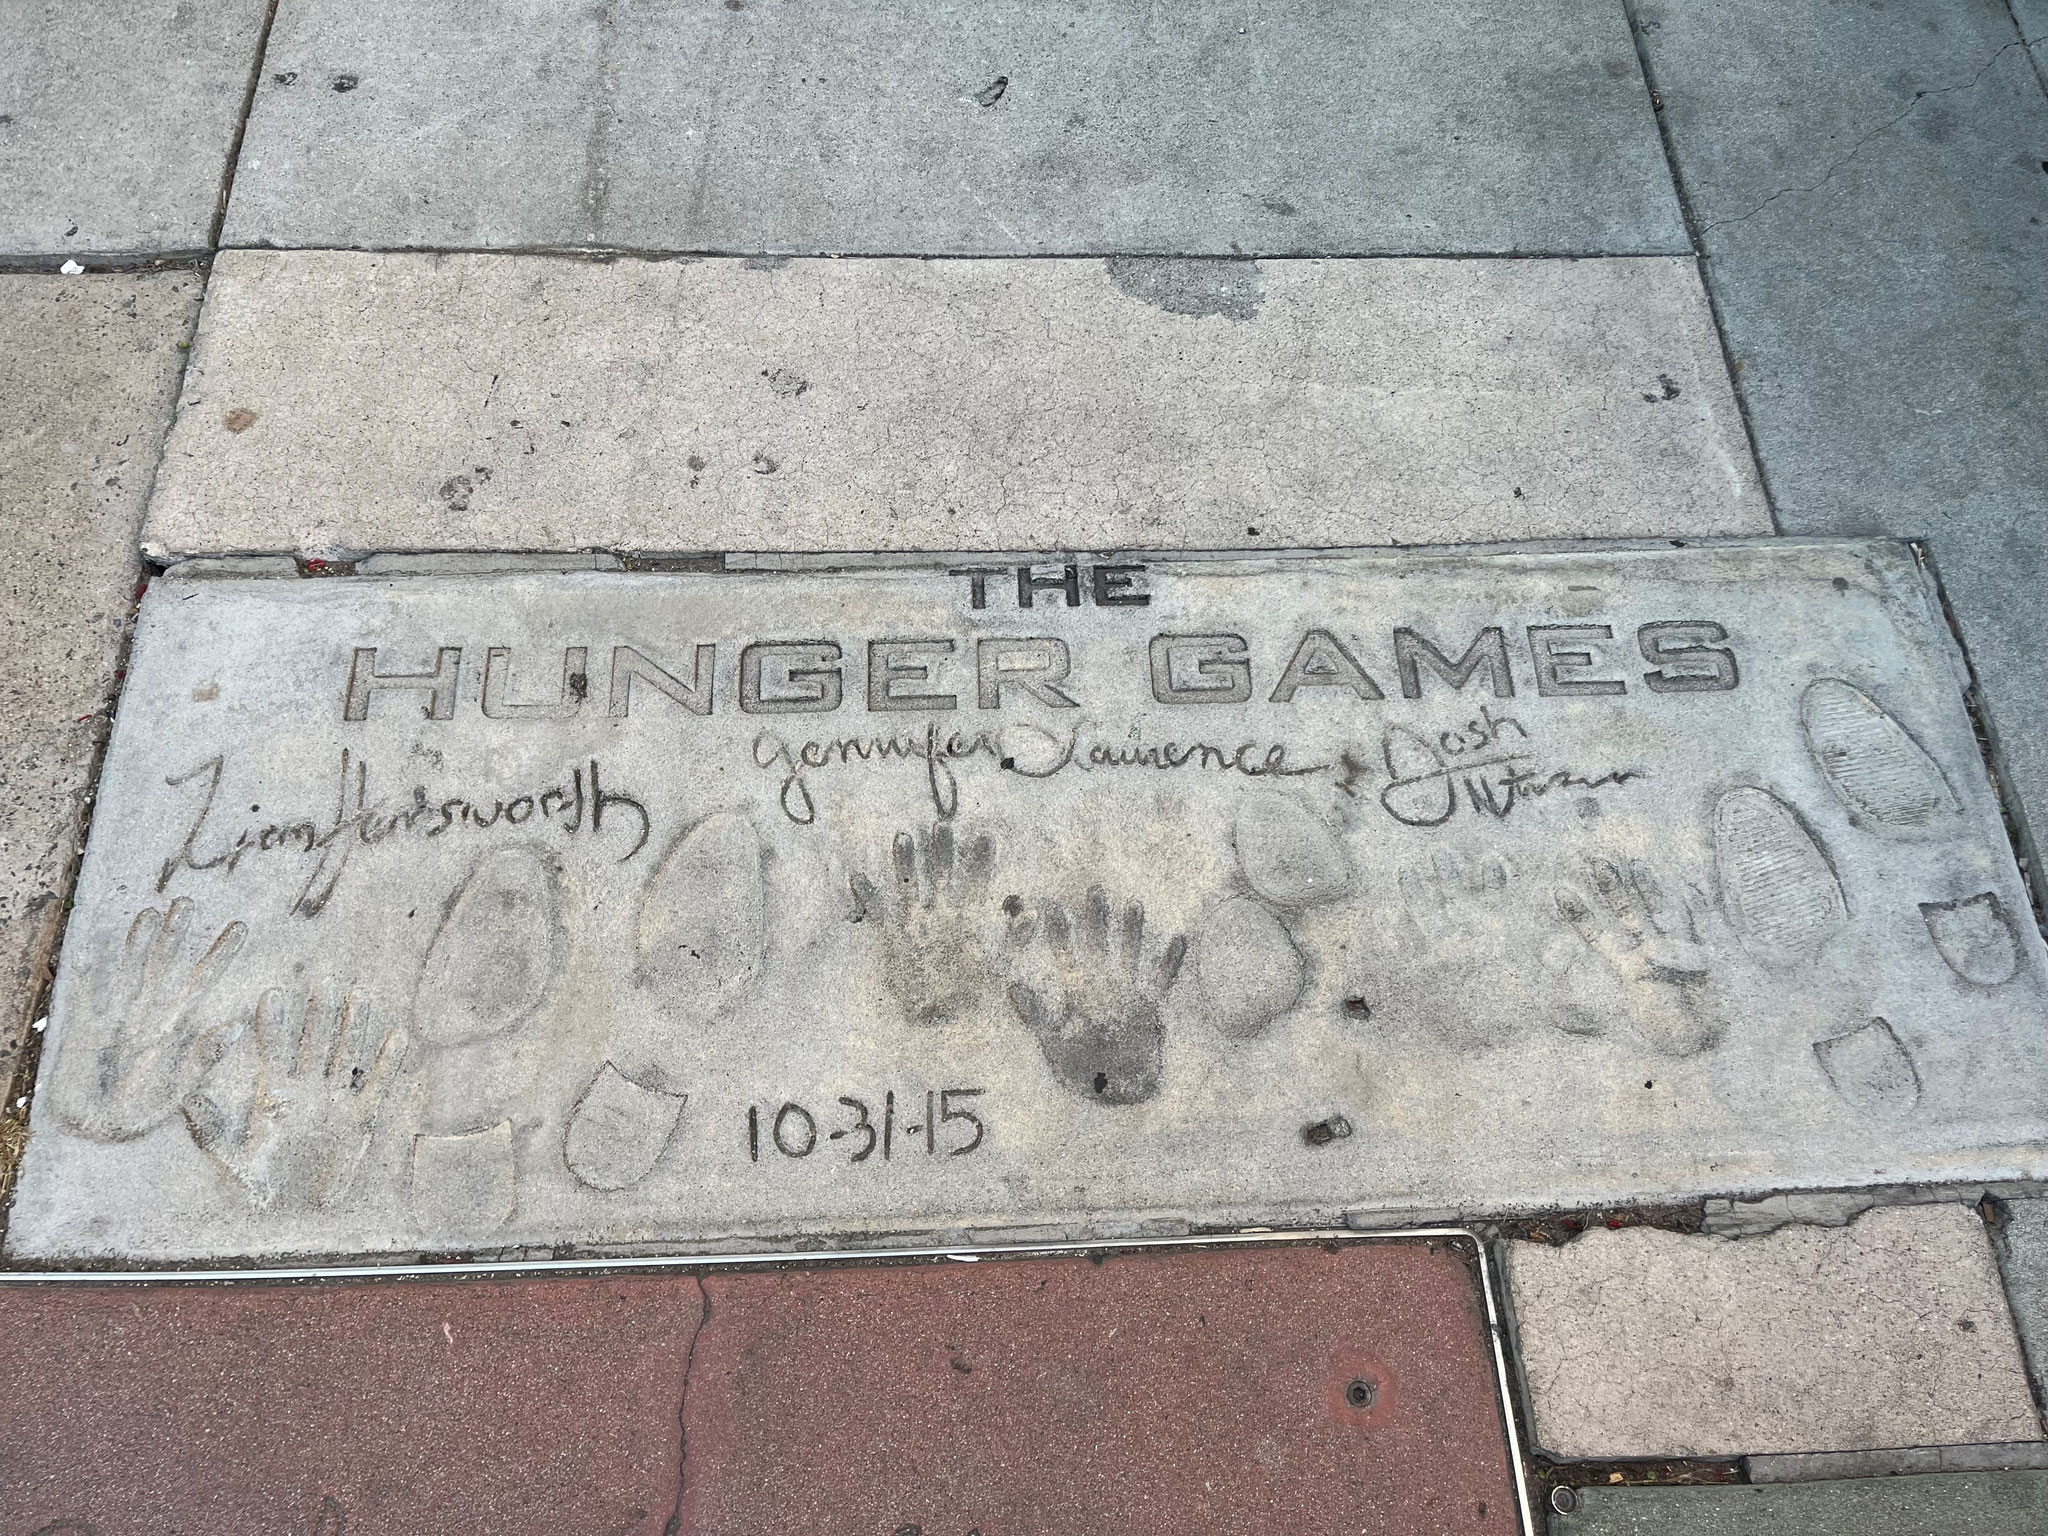 THE
HUNGER GAMES
Liam Hemsworth
Jennifer Lawrence
Josh
10-31-15